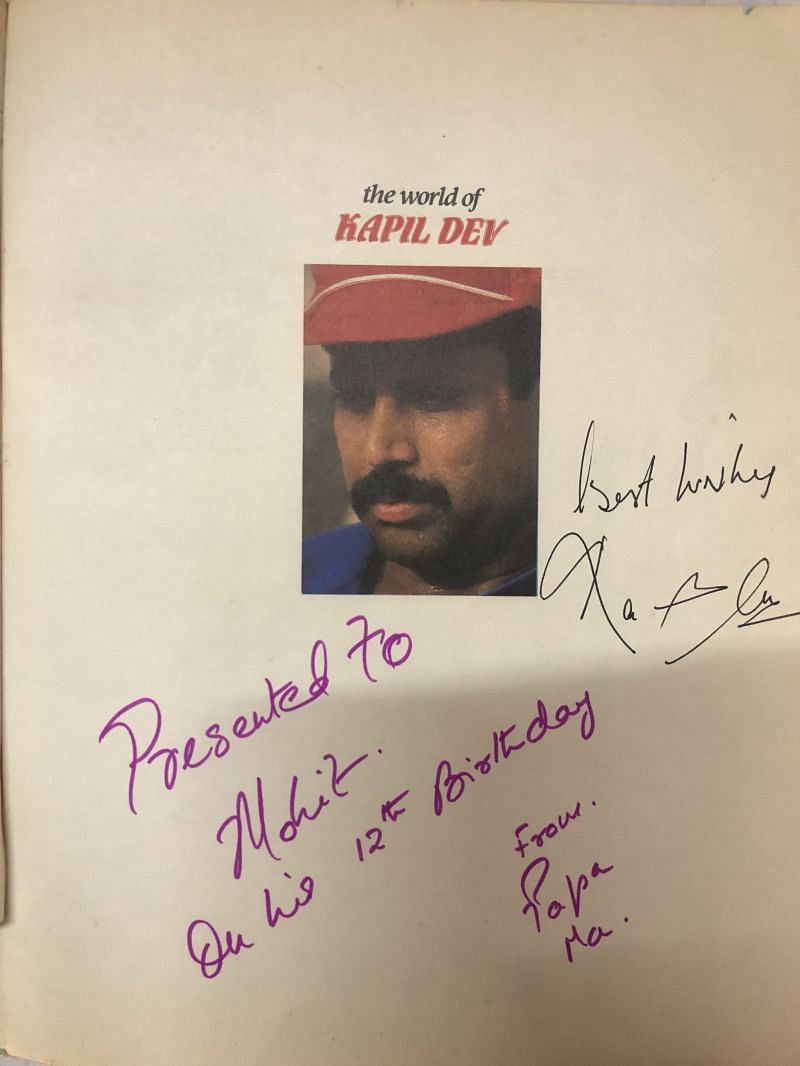 the world of
KAPIL DEV
best wishes
Presented To
Mohit.
On his 12th Birthday
From.
Papa
Ma.